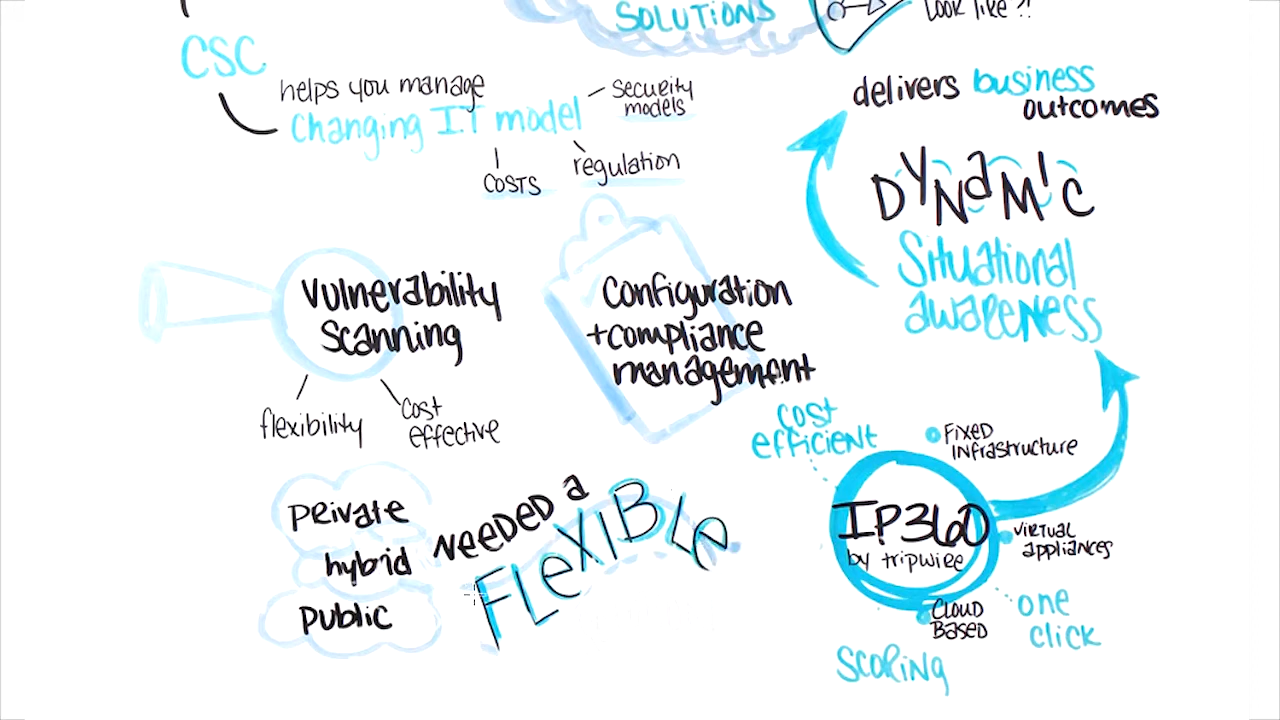 SOLUTIONS
look like ?!
CSC
helps you manage
changing IT model
security
models
costs
regulation
delivers business
outcomes
DYNaMiC
Situational
awareness
Vulnerability
Scanning
flexibility
cost
effective
Configuration
+compliance
management
cost
efficient
Fixed
infrastructure
IP360
by tripwire
virtual
appliances
Cloud
Based
one
click
Scoring
Private
hybrid
Public
Needed a
FLeXIBLe